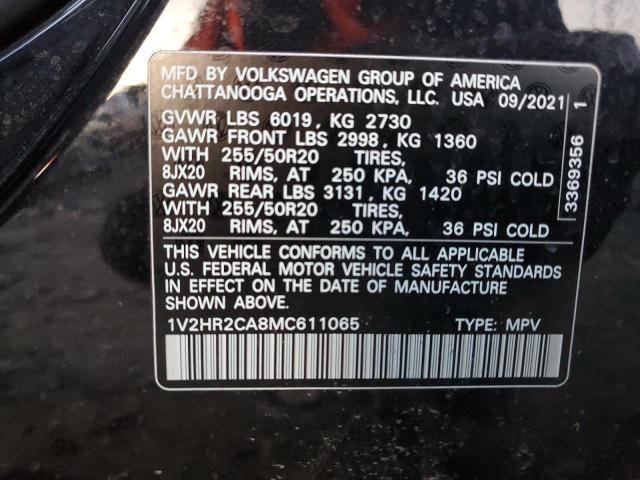 MFD BY VOLKSWAGEN GROUP OF AMERICA
CHATTANOOGA OPERATIONS, LLC. USA 09/2021
GVWR LBS 6019, KG 2730
GAWR FRONT LBS 2998, KG 1360
WITH 255/50R20 TIRES,
8JX20 RIMS, AT 250 KPA, 36 PSI COLD
GAWR REAR LBS 3131, KG 1420
WITH 255/50R20 TIRES,
8JX20 RIMS, AT 250 KPA, 36 PSI COLD
THIS VEHICLE CONFORMS TO ALL APPLICABLE
U.S. FEDERAL MOTOR VEHICLE SAFETY STANDARDS
IN EFFECT ON THE DATE OF MANUFACTURE
SHOWN ABOVE.
1V2HR2CA8MC611065 TYPE: MPV
3369356 1